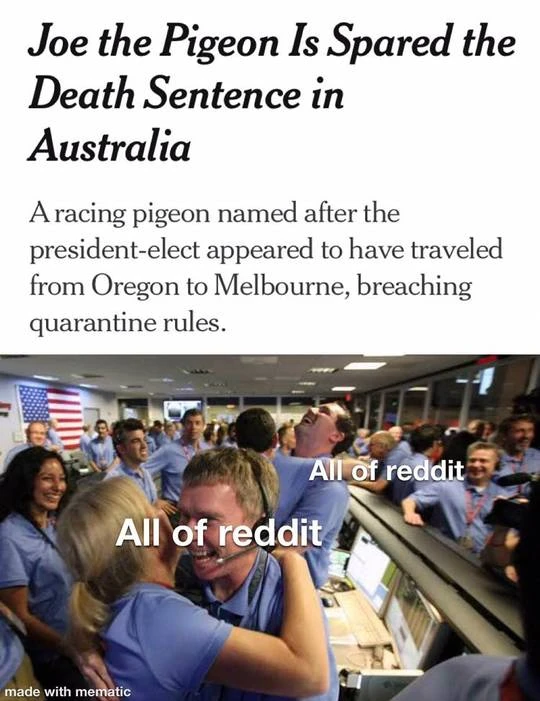 Joe the Pigeon Is Spared the
Death Sentence in
Australia
A racing pigeon named after the
president-elect appeared to have traveled
from Oregon to Melbourne, breaching
quarantine rules.
All of reddit
All of reddit
made with mematic